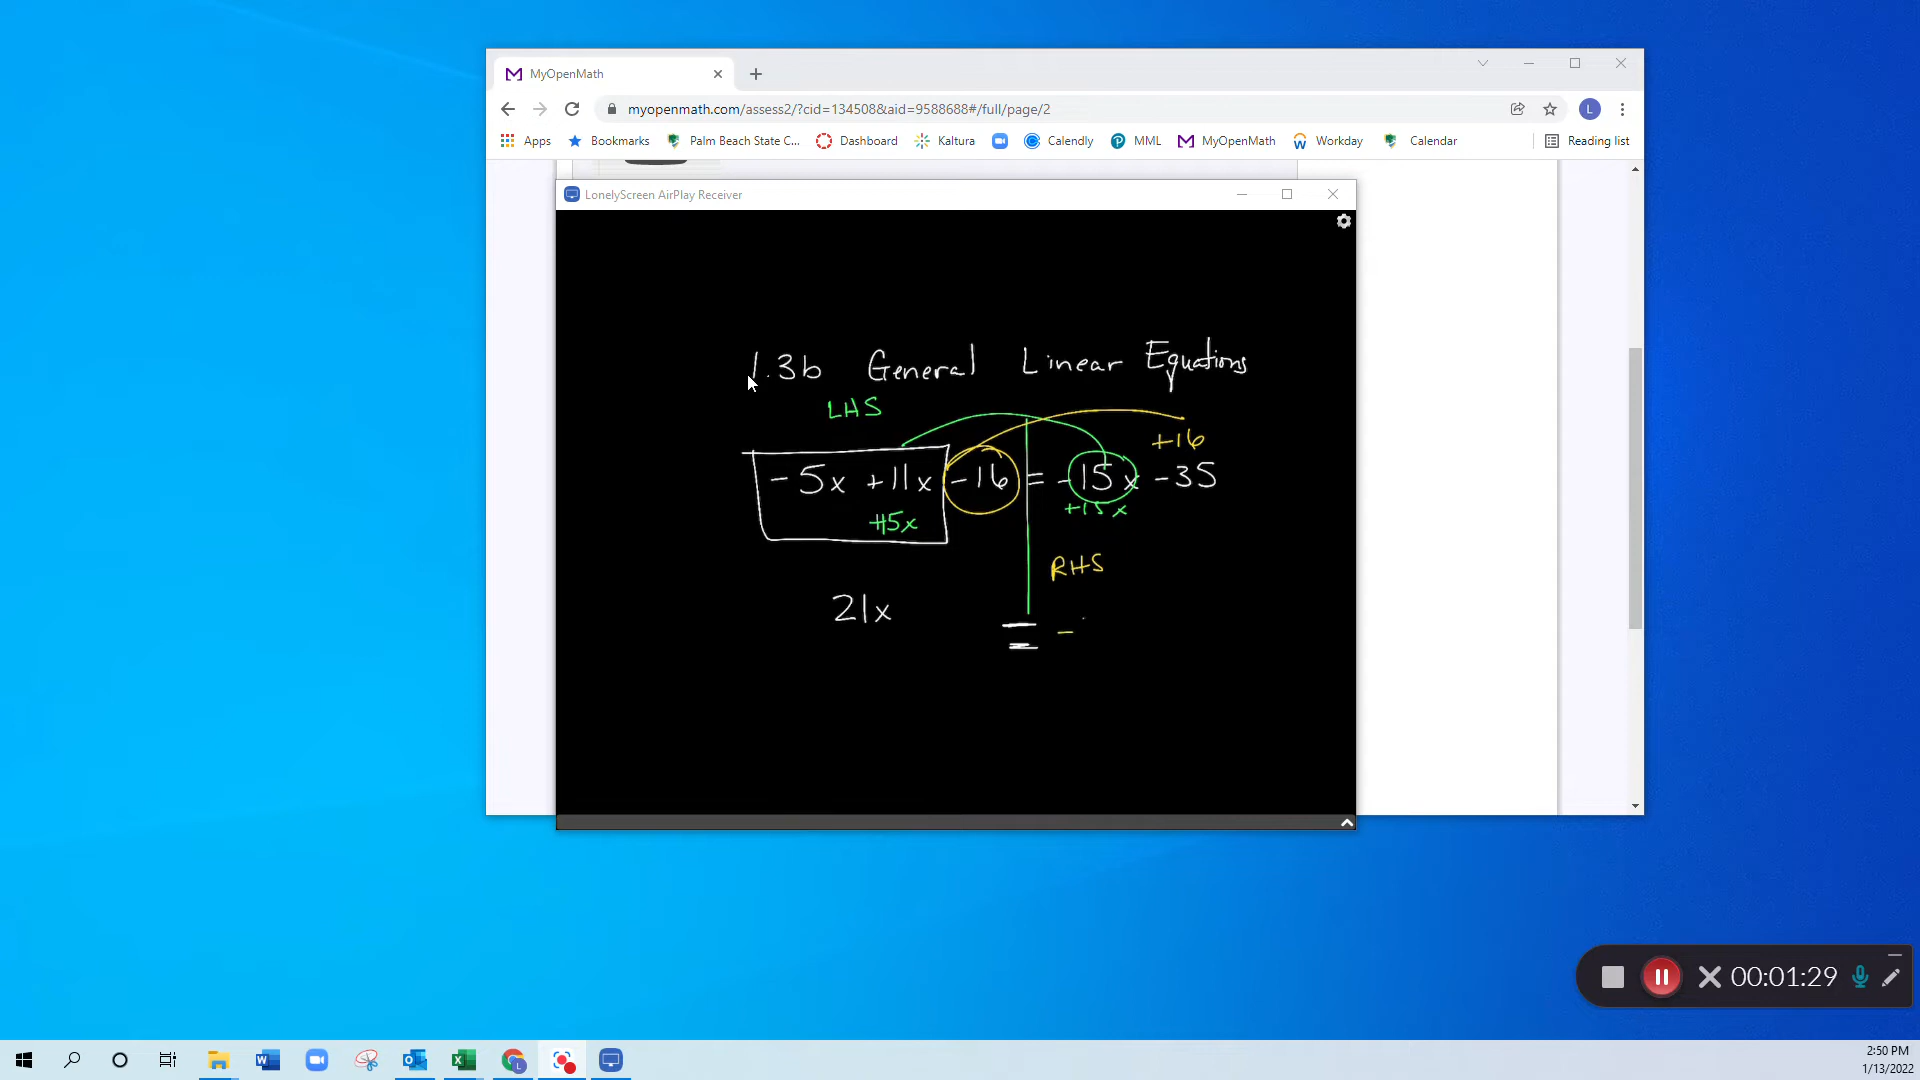 MyOpenMath
myopenmath.com/assess2/?cid=134508&aid=9588688#/full/page/2
L
Apps Bookmarks Palm Beach State C... Dashboard Kaltura Calendly MML MyOpenMath Workday Calendar Reading list
LonelyScreen AirPlay Receiver
1.3b General Linear Equations
LHS
+16
-5x +11x -16 = -15x -35
+15x +15x
RHS
21x = -
00:01:29
2:50 PM
1/13/2022